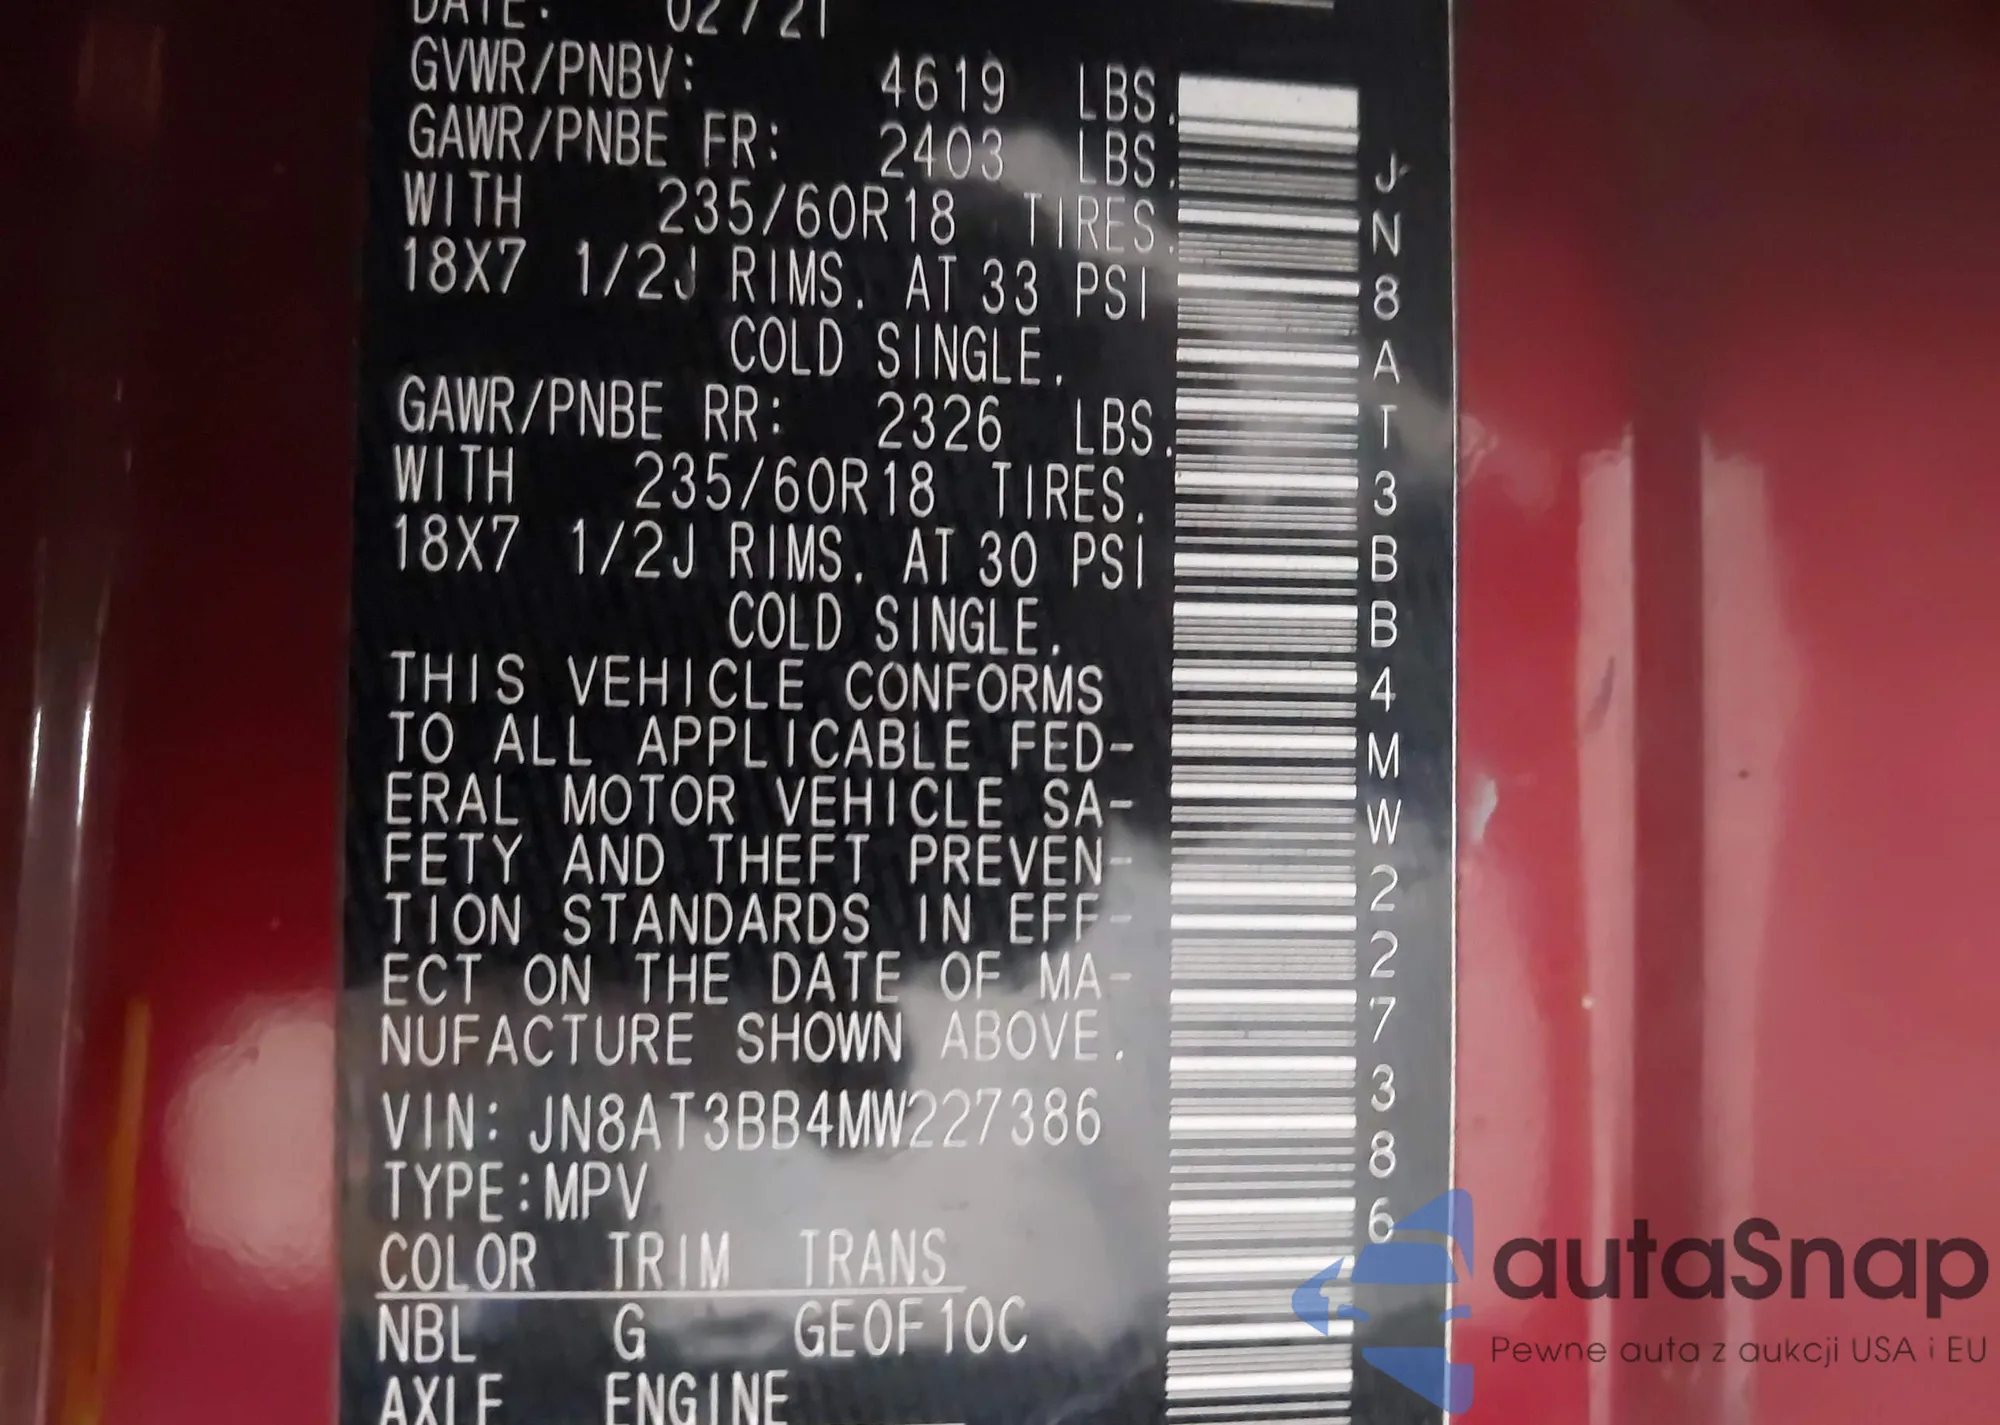 DATE: 02/21
GVWR/PNBV: 4619 LBS.
GAWR/PNBE FR: 2403 LBS.
WITH 235/60R18 TIRES.
18X7 1/2J RIMS. AT 33 PSI
COLD SINGLE.
GAWR/PNBE RR: 2326 LBS.
WITH 235/60R18 TIRES.
18X7 1/2J RIMS. AT 30 PSI
COLD SINGLE.
THIS VEHICLE CONFORMS
TO ALL APPLICABLE FED-
ERAL MOTOR VEHICLE SA-
FETY AND THEFT PREVEN-
TION STANDARDS IN EFF-
ECT ON THE DATE OF MA-
NUFACTURE SHOWN ABOVE.
VIN: JN8AT3BB4MW227386
TYPE:MPV
COLOR TRIM TRANS
NBL G GE0F10C
AXLE ENGINE
JN8AT3BB4MW227386
autaSnap
Pewne auta z aukcji USA i EU